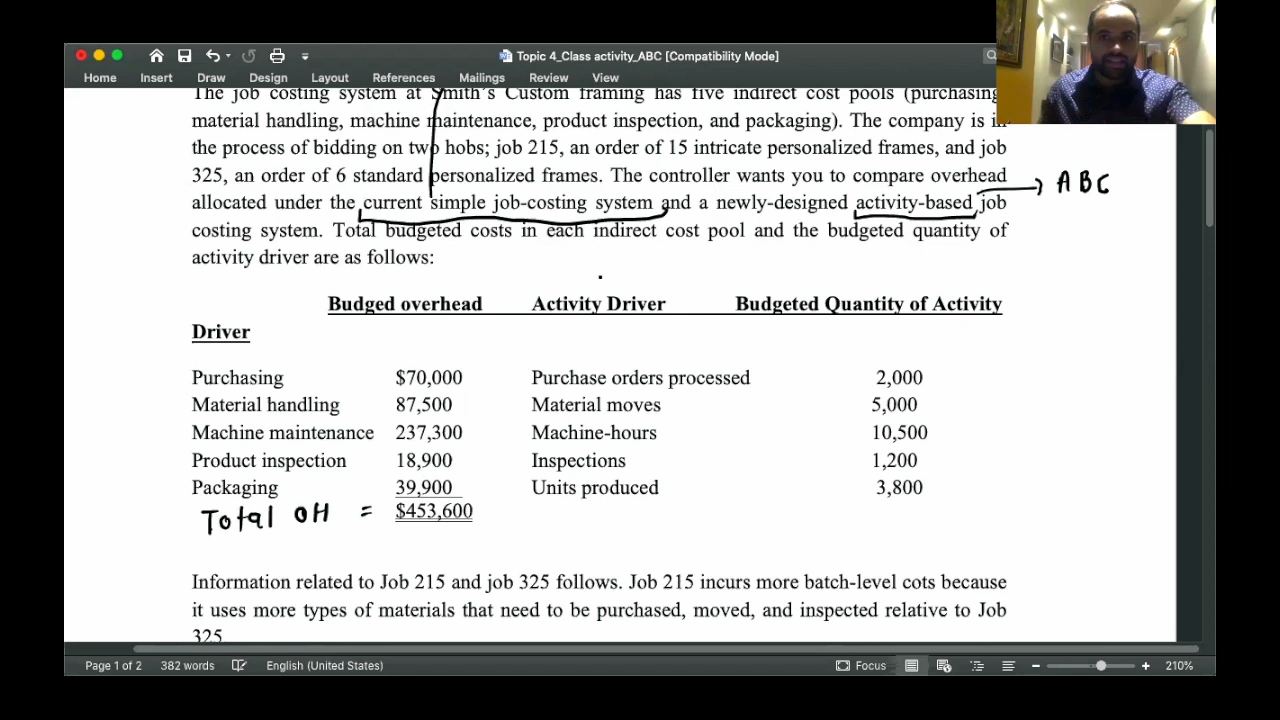 Topic 4_Class activity_ABC [Compatibility Mode]
Home Insert Draw Design Layout References Mailings Review View
The job costing system at Smith's Custom framing has five indirect cost pools (purchasing,
material handling, machine maintenance, product inspection, and packaging). The company is in
the process of bidding on two hobs; job 215, an order of 15 intricate personalized frames, and job
325, an order of 6 standard personalized frames. The controller wants you to compare overhead
allocated under the current simple job-costing system and a newly-designed activity-based job
ABC
costing system. Total budgeted costs in each indirect cost pool and the budgeted quantity of
activity driver are as follows:
Budged overhead Activity Driver Budgeted Quantity of Activity
Driver
Purchasing $70,000 Purchase orders processed 2,000
Material handling 87,500 Material moves 5,000
Machine maintenance 237,300 Machine-hours 10,500
Product inspection 18,900 Inspections 1,200
Packaging 39,900 Units produced 3,800
Total OH = $453,600
Information related to Job 215 and job 325 follows. Job 215 incurs more batch-level cots because
it uses more types of materials that need to be purchased, moved, and inspected relative to Job
325
Page 1 of 2 382 words English (United States) Focus 210%